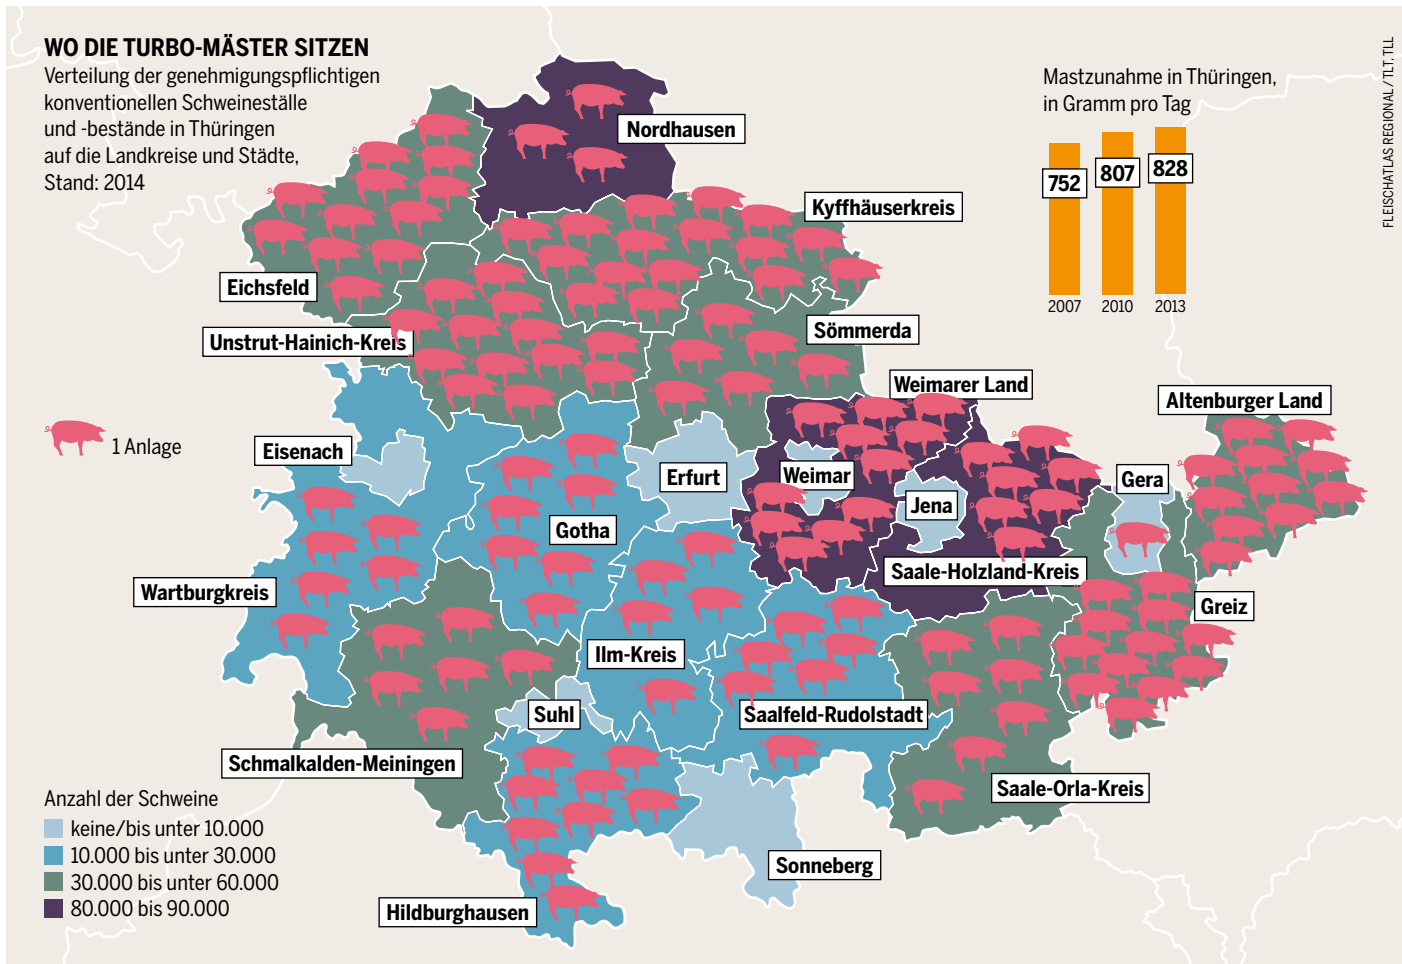 WO DIE TURBO-MÄSTER SITZEN
Verteilung der genehmigungspflichtigen
konventionellen Schweineställe
und -bestände in Thüringen
auf die Landkreise und Städte,
Stand: 2014
Mastzunahme in Thüringen,
in Gramm pro Tag
752
807
828
2007
2010
2013
FLEISCHATLAS REGIONAL / TLT, TLL
Nordhausen
Kyffhäuserkreis
Eichsfeld
Unstrut-Hainich-Kreis
Sömmerda
Weimarer Land
Altenburger Land
1 Anlage
Eisenach
Erfurt
Weimar
Gera
Jena
Gotha
Saale-Holzland-Kreis
Wartburgkreis
Greiz
Ilm-Kreis
Suhl
Saalfeld-Rudolstadt
Schmalkalden-Meiningen
Saale-Orla-Kreis
Sonneberg
Hildburghausen
Anzahl der Schweine
keine/bis unter 10.000
10.000 bis unter 30.000
30.000 bis unter 60.000
80.000 bis 90.000